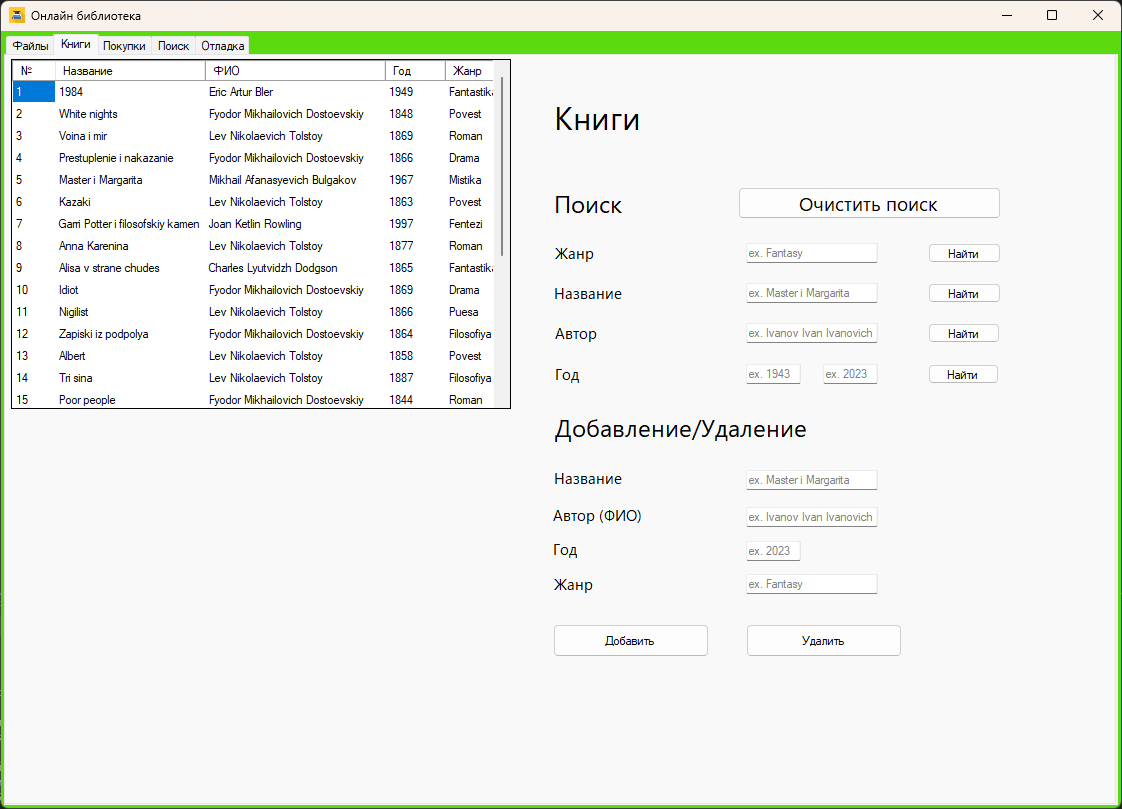 Онлайн библиотека
Файлы Книги Покупки Поиск Отладка
№ Название ФИО Год Жанр
1 1984 Eric Artur Bler 1949 Fantastika
2 White nights Fyodor Mikhailovich Dostoevskiy 1848 Povest
3 Voina i mir Lev Nikolaevich Tolstoy 1869 Roman
4 Prestuplenie i nakazanie Fyodor Mikhailovich Dostoevskiy 1866 Drama
5 Master i Margarita Mikhail Afanasyevich Bulgakov 1967 Mistika
6 Kazaki Lev Nikolaevich Tolstoy 1863 Povest
7 Garri Potter i filosofskiy kamen Joan Ketlin Rowling 1997 Fentezi
8 Anna Karenina Lev Nikolaevich Tolstoy 1877 Roman
9 Alisa v strane chudes Charles Lyutvidzh Dodgson 1865 Fantastika
10 Idiot Fyodor Mikhailovich Dostoevskiy 1869 Drama
11 Nigilist Lev Nikolaevich Tolstoy 1866 Puesa
12 Zapiski iz podpolya Fyodor Mikhailovich Dostoevskiy 1864 Filosofiya
13 Albert Lev Nikolaevich Tolstoy 1858 Povest
14 Tri sina Lev Nikolaevich Tolstoy 1887 Filosofiya
15 Poor people Fyodor Mikhailovich Dostoevskiy 1844 Roman
Книги
Поиск Очистить поиск
Жанр ex. Fantasy Найти
Название ex. Master i Margarita Найти
Автор ex. Ivanov Ivan Ivanovich Найти
Год ex. 1943 ex. 2023 Найти
Добавление/Удаление
Название ex. Master i Margarita
Автор (ФИО) ex. Ivanov Ivan Ivanovich
Год ex. 2023
Жанр ex. Fantasy
Добавить Удалить